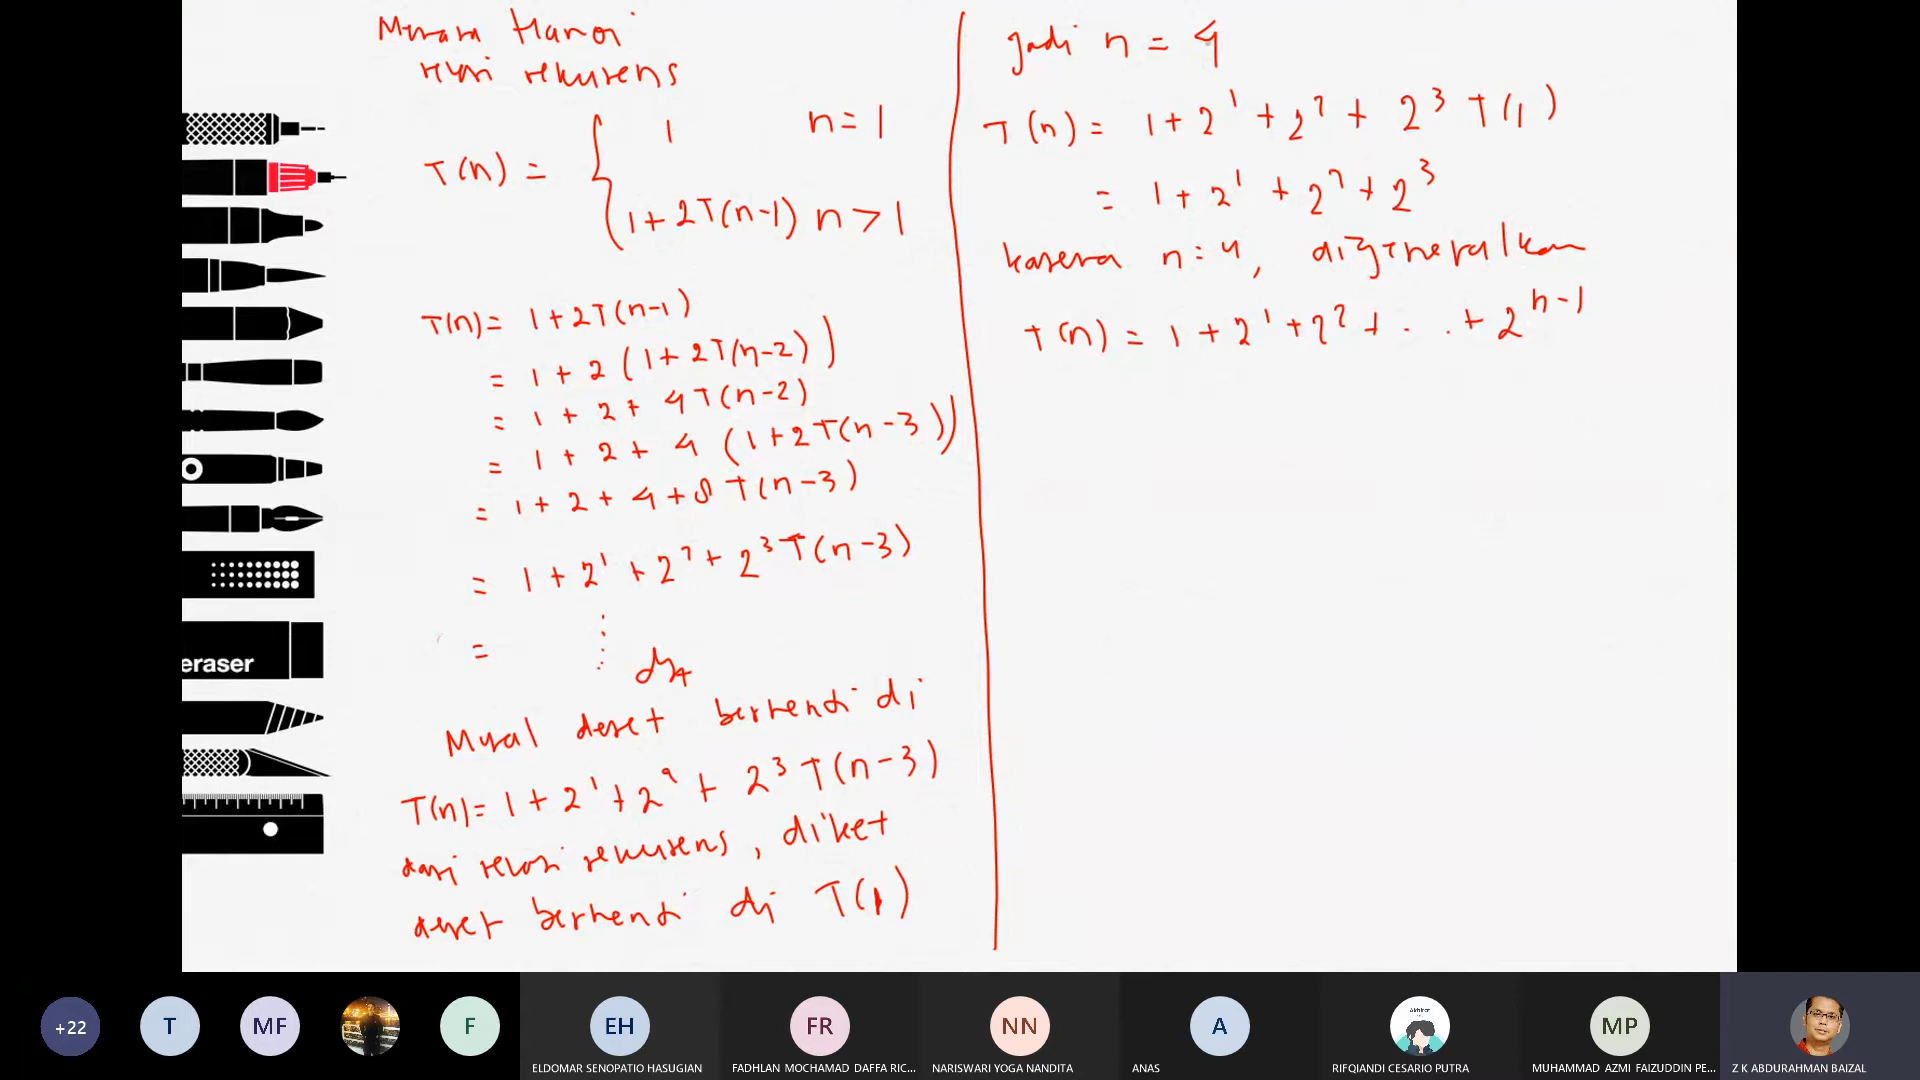 Menara Hanoi
relasi rekurens
T(n) = { 1 n = 1
1 + 2T(n-1) n > 1
T(n) = 1 + 2T(n-1)
= 1 + 2 (1 + 2T(n-2))
= 1 + 2 + 4T(n-2)
= 1 + 2 + 4 (1 + 2T(n-3))
= 1 + 2 + 4 + 8 T(n-3)
= 1 + 2¹ + 2² + 2³ T(n-3)
= ⋮
dst
Misal deret berhenti di
T(n) = 1 + 2¹ + 2² + 2³ T(n-3)
dari relasi rekurens, diket
deret berhenti di T(1)
jadi n = 4
T(n) = 1 + 2¹ + 2² + 2³ T(1)
= 1 + 2¹ + 2² + 2³
karena n = 4, digeneralkan
T(n) = 1 + 2¹ + 2² + . . + 2ⁿ⁻¹
eraser
+22
T
MF
F
EH
ELDOMAR SENOPATIO HASUGIAN
FR
FADHLAN MOCHAMAD DAFFA RIC...
NN
NARISWARI YOGA NANDITA
A
ANAS
RIFQIANDI CESARIO PUTRA
MP
MUHAMMAD AZMI FAIZUDDIN PE...
Z K ABDURAHMAN BAIZAL